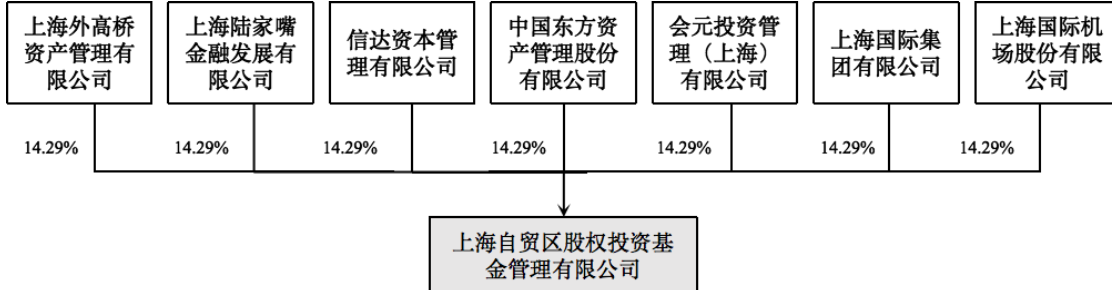 上海外高桥
资产管理有
限公司
上海陆家嘴
金融发展有
限公司
信达资本管
理有限公司
中国东方资
产管理股份
有限公司
会元投资管
理（上海）
有限公司
上海国际集
团有限公司
上海国际机
场股份有限
公司
14.29%
14.29%
14.29%
14.29%
14.29%
14.29%
14.29%
上海自贸区股权投资基
金管理有限公司